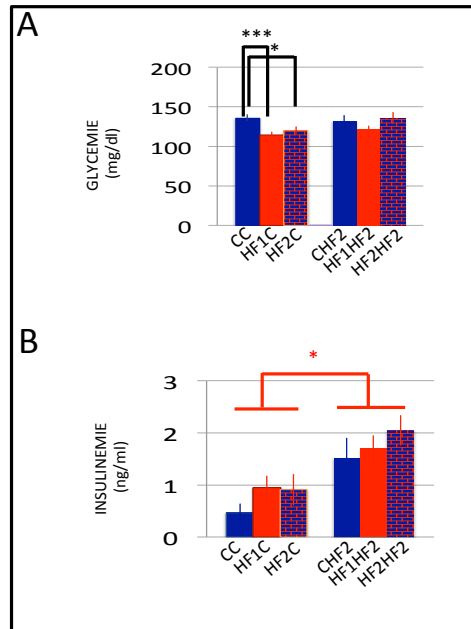 A
***
*
200
150
100
50
0
GLYCEMIE
(mg/dl)
CC
HF1C
HF2C
CHF2
HF1HF2
HF2HF2
B
*
3
2
1
0
INSULINEMIE
(ng/ml)
CC
HF1C
HF2C
CHF2
HF1HF2
HF2HF2